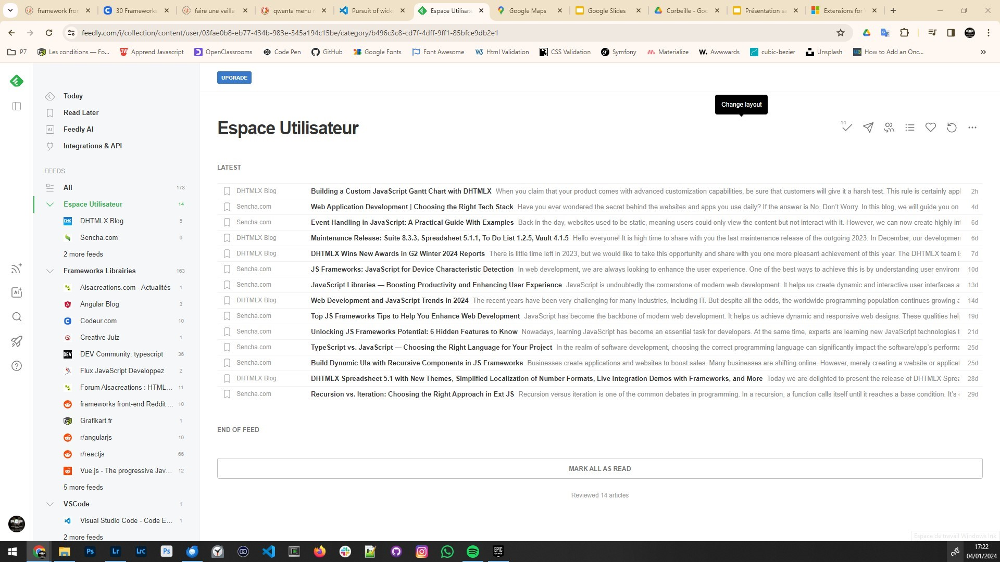 framework fron
30 Frameworks
faire une veille
qwenta menu
Pursuit of wick
Espace Utilisate
Google Maps
Google Slides
Corbeille - Goo
Présentation sa
Extensions for
feedly.com/i/collection/content/user/03fae0b8-eb77-434b-983e-345a194c15be/category/b496c3c8-cd7f-4dff-9ff1-85bfce9db2e1
P7
Les conditions — Fo...
Apprend Javascript
OpenClassrooms
Code Pen
GitHub
Google Fonts
Font Awesome
Html Validation
CSS Validation
Symfony
Materialize
Awwwards
cubic-bezier
Unsplash
How to Add an Onc...
UPGRADE
Today
Read Later
Feedly AI
Integrations & API
FEEDS
All 178
Espace Utilisateur 14
DHTMLX Blog 5
Sencha.com 9
2 more feeds
Frameworks Librairies 163
Alsacreations.com - Actualités 1
Angular Blog 3
Codeur.com 10
Creative Juiz 1
DEV Community: typescript 36
Flux JavaScript Developpez 2
Forum Alsacreations : HTML... 11
frameworks front-end Reddit ... 10
Grafikart.fr 1
r/angularjs 10
r/reactjs 66
Vue.js - The progressive Jav... 12
5 more feeds
VSCode 1
Visual Studio Code - Code E... 1
2 more feeds
Change layout
Espace Utilisateur
14
LATEST
DHTMLX Blog Building a Custom JavaScript Gantt Chart with DHTMLX When you claim that your product comes with advanced customization capabilities, be sure that customers will give it a harsh test. This rule is certainly appl 2h
Sencha.com Web Application Development | Choosing the Right Tech Stack Have you ever wondered the secret behind the websites and apps you use daily? If the answer is No, Don't Worry. In this blog, we will guide you on 4d
Sencha.com Event Handling in JavaScript: A Practical Guide With Examples Back in the day, websites used to be static, meaning users could only view the content but not interact with it. However, we can now create highly in 6d
DHTMLX Blog Maintenance Release: Suite 8.3.3, Spreadsheet 5.1.1, To Do List 1.2.5, Vault 4.1.5 Hello everyone! It is high time to share with you the last maintenance release of the outgoing 2023. In December, our developmen 6d
DHTMLX Blog DHTMLX Wins New Awards in G2 Winter 2024 Reports There is little time left in 2023, but we would like to take this opportunity and share with you one more pleasant achievement of this year. The DHTMLX team i 7d
Sencha.com JS Frameworks: JavaScript for Device Characteristic Detection In web development, we are always looking to enhance the user experience. One of the best ways to achieve this is by understanding user environ 10d
Sencha.com JavaScript Libraries — Boosting Productivity and Enhancing User Experience JavaScript is undoubtedly the cornerstone of modern web development. It helps us create dynamic and interactive user interfaces a 13d
DHTMLX Blog Web Development and JavaScript Trends in 2024 The recent years have been very challenging for many industries, including IT. But despite all the odds, the worldwide programming population continues growing a 14d
Sencha.com Top JS Frameworks Tips to Help You Enhance Web Development JavaScript has become the backbone of modern web development. It helps us achieve dynamic and responsive web designs. These qualities hel 19d
Sencha.com Unlocking JS Frameworks Potential: 6 Hidden Features to Know Nowadays, learning JavaScript has become an essential task for developers. At the same time, experts are learning new JavaScript technologies t 21d
Sencha.com TypeScript vs. JavaScript — Choosing the Right Language for Your Project In the realm of software development, choosing the correct programming language can significantly impact the software/app's performa 25d
Sencha.com Build Dynamic UIs with Recursive Components in JS Frameworks Businesses create applications and websites to boost sales. Many businesses are shifting online. However, merely creating a website or applicat 25d
DHTMLX Blog DHTMLX Spreadsheet 5.1 with New Themes, Simplified Localization of Number Formats, Live Integration Demos with Frameworks, and More Today we are delighted to present the release of DHTMLX Sprea 28d
Sencha.com Recursion vs. Iteration: Choosing the Right Approach in Ext JS Recursion versus iteration is one of the common debates in programming. In a recursion, a function calls itself until it reaches a base condition. It's 29d
END OF FEED
MARK ALL AS READ
Reviewed 14 articles
Espace de travail Windows Ink
17:22
04/01/2024